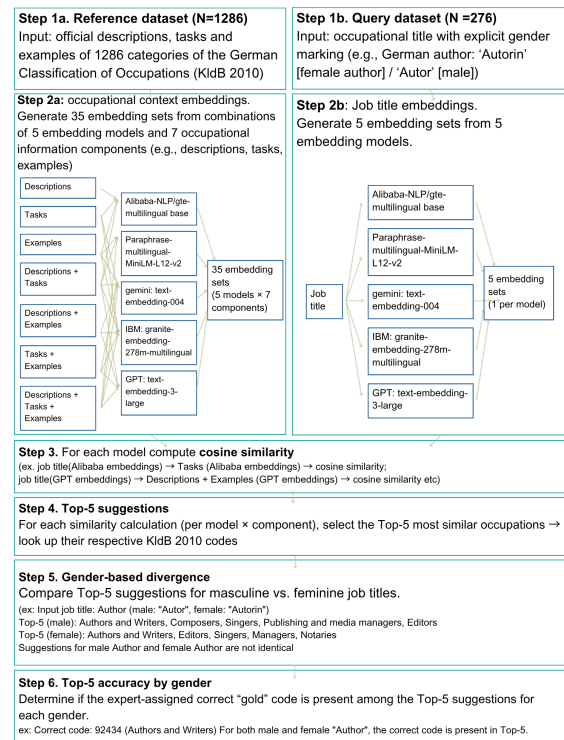 Step 1a. Reference dataset (N=1286)
Input: official descriptions, tasks and
examples of 1286 categories of the German
Classification of Occupations (KldB 2010)
Step 1b. Query dataset (N =276)
Input: occupational title with explicit gender
marking (e.g., German author: ‘Autorin’
[female author] / ‘Autor’ [male])
Step 2a: occupational context embeddings.
Generate 35 embedding sets from combinations
of 5 embedding models and 7 occupational
information components (e.g., descriptions, tasks,
examples)
Descriptions
Tasks
Examples
Descriptions +
Tasks
Descriptions +
Examples
Tasks +
Examples
Descriptions +
Tasks +
Examples
Alibaba-NLP/gte-
multilingual base
Paraphrase-
multilingual-
MiniLM-L12-v2
gemini: text-
embedding-004
IBM: granite-
embedding-
278m-multilingual
GPT: text-
embedding-3-
large
35 embedding
sets
(5 models × 7
components)
Step 2b: Job title embeddings.
Generate 5 embedding sets from 5
embedding models.
Job
title
Alibaba-NLP/gte-
multilingual base
Paraphrase-
multilingual-MiniLM-
L12-v2
gemini: text-
embedding-004
IBM: granite-
embedding-278m-
multilingual
GPT: text-embedding-
3-large
5 embedding
sets
(1 per model)
Step 3. For each model compute cosine similarity
(ex. job title(Alibaba embeddings) → Tasks (Alibaba embeddings) → cosine similarity;
job title(GPT embeddings) → Descriptions + Examples (GPT embeddings) → cosine similarity etc)
Step 4. Top-5 suggestions
For each similarity calculation (per model × component), select the Top-5 most similar occupations →
look up their respective KldB 2010 codes
Step 5. Gender-based divergence
Compare Top-5 suggestions for masculine vs. feminine job titles.
(ex: Input job title: Author (male: "Autor", female: "Autorin")
Top-5 (male): Authors and Writers, Composers, Singers, Publishing and media managers, Editors
Top-5 (female): Authors and Writers, Editors, Singers, Managers, Notaries
Suggestions for male Author and female Author are not identical
Step 6. Top-5 accuracy by gender
Determine if the expert-assigned correct “gold” code is present among the Top-5 suggestions for
each gender.
ex: Correct code: 92434 (Authors and Writers) For both male and female "Author", the correct code is present in Top-5.